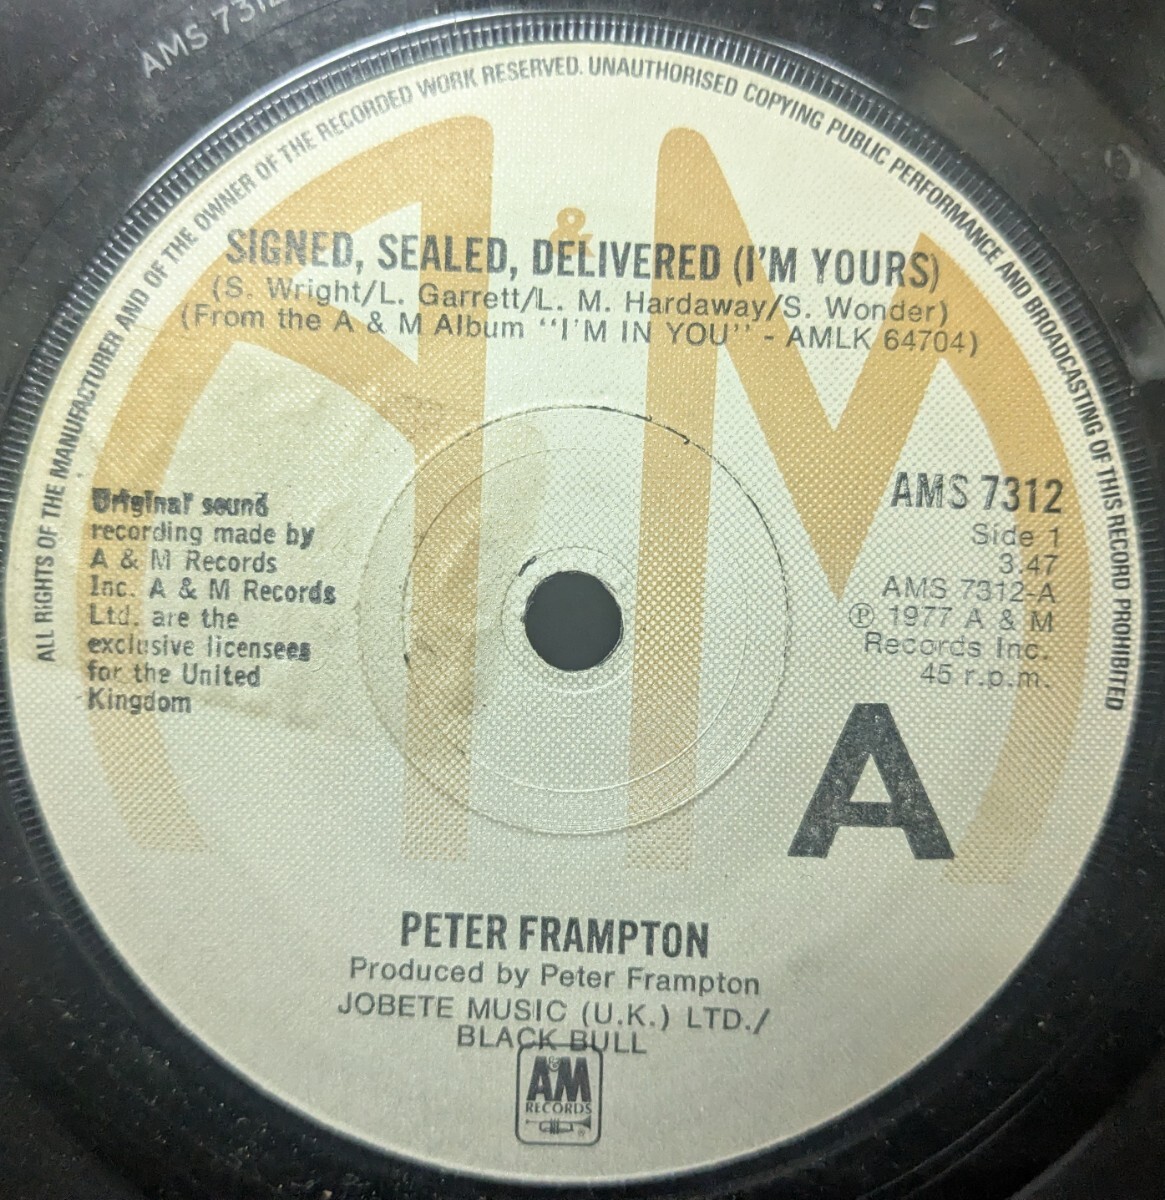 AMS 7312
ALL RIGHTS OF THE MANUFACTURER AND OF THE OWNER OF THE RECORDED WORK RESERVED. UNAUTHORISED COPYING PUBLIC PERFORMANCE AND BROADCASTING OF THIS RECORD PROHIBITED
&
SIGNED, SEALED, DELIVERED (I'M YOURS)
(S. Wright/L. Garrett/L. M. Hardaway/S. Wonder)
(From the A & M Album "I'M IN YOU" - AMLK 64704)
Original sound
recording made by
A & M Records
Inc. A & M Records
Ltd. are the
exclusive licensees
for the United
Kingdom
AMS 7312
Side 1
3.47
AMS 7312-A
Ⓟ 1977 A & M
Records Inc.
45 r.p.m.
A
PETER FRAMPTON
Produced by Peter Frampton
JOBETE MUSIC (U.K.) LTD./
BLACK BULL
A&M
RECORDS